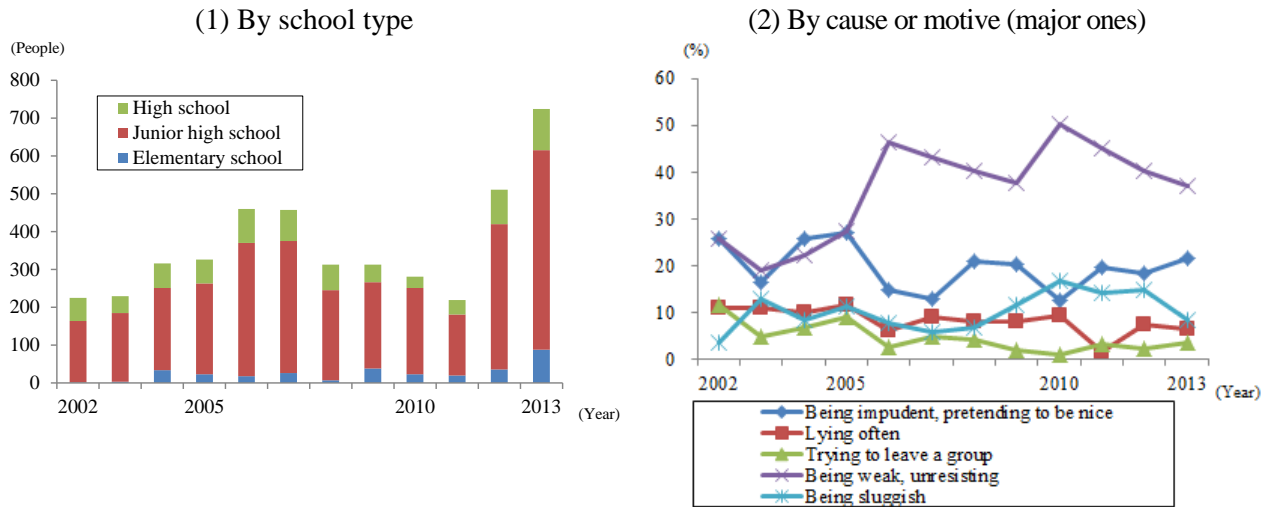 (1) By school type
(People)
800
700
600
500
400
300
200
100
0
High school
Junior high school
Elementary school
2002 2005 2010 2013
(Year)
(2) By cause or motive (major ones)
(%)
60
50
40
30
20
10
0
2002 2005 2010 2013
(Year)
Being impudent, pretending to be nice
Lying often
Trying to leave a group
Being weak, unresisting
Being sluggish